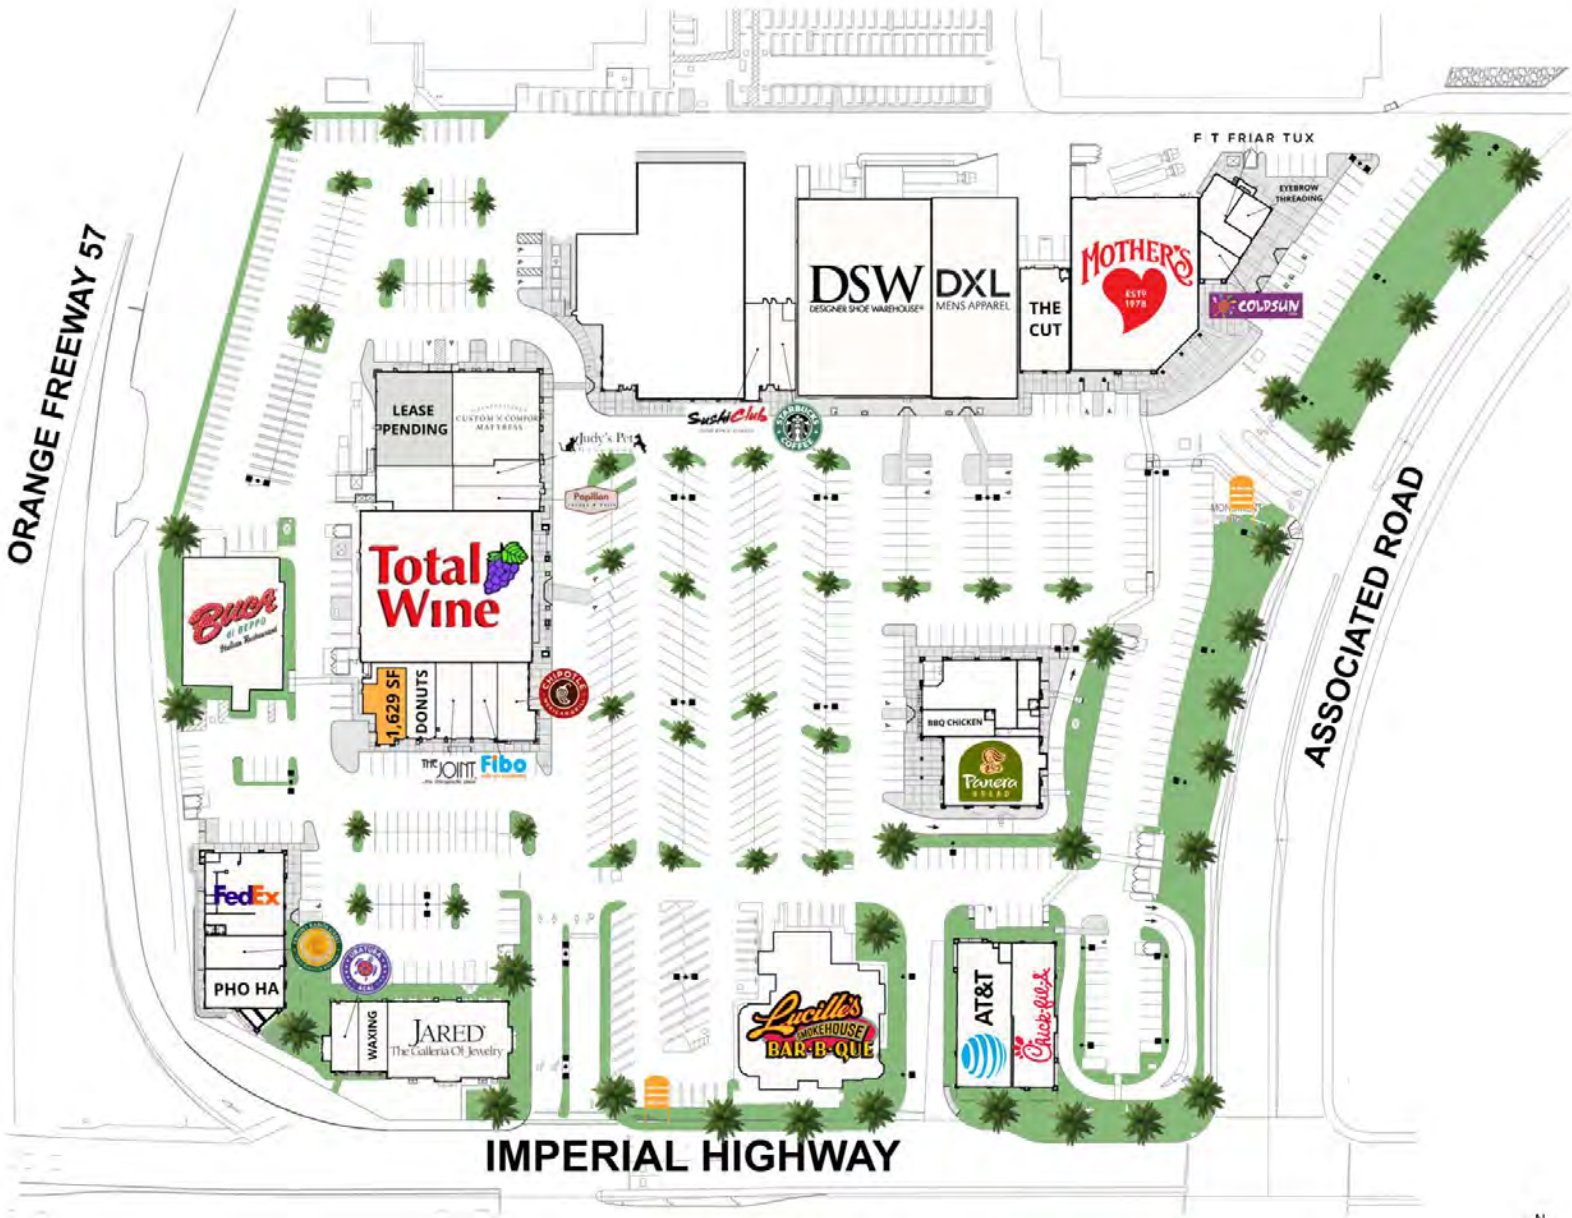 F T FRIAR TUX
EYEBROW
THREADING
MOTHER'S
ESTD
1978
COLDSUN
DSW
DESIGNER SHOE WAREHOUSE®
DXL
MENS APPAREL
THE
CUT
ORANGE FREEWAY 57
LEASE
PENDING
CUSTOM COMFORT
MATTRESS
SushiClub
STARBUCKS
COFFEE
Judy's Pet
Papillon
Total
Wine
BUCA
di BEPPO
Italian Restaurant
ASSOCIATED ROAD
1,629 SF
DONUTS
CHIPOTLE
MEXICAN GRILL
THE JOINT
Fibo
BBQ CHICKEN
Panera
BREAD
FedEx
PHO HA
WAXING
JARED®
The Galleria Of Jewelry
Lucille's
SMOKEHOUSE
BAR·B·QUE
AT&T
Chick-fil-A
IMPERIAL HIGHWAY
N